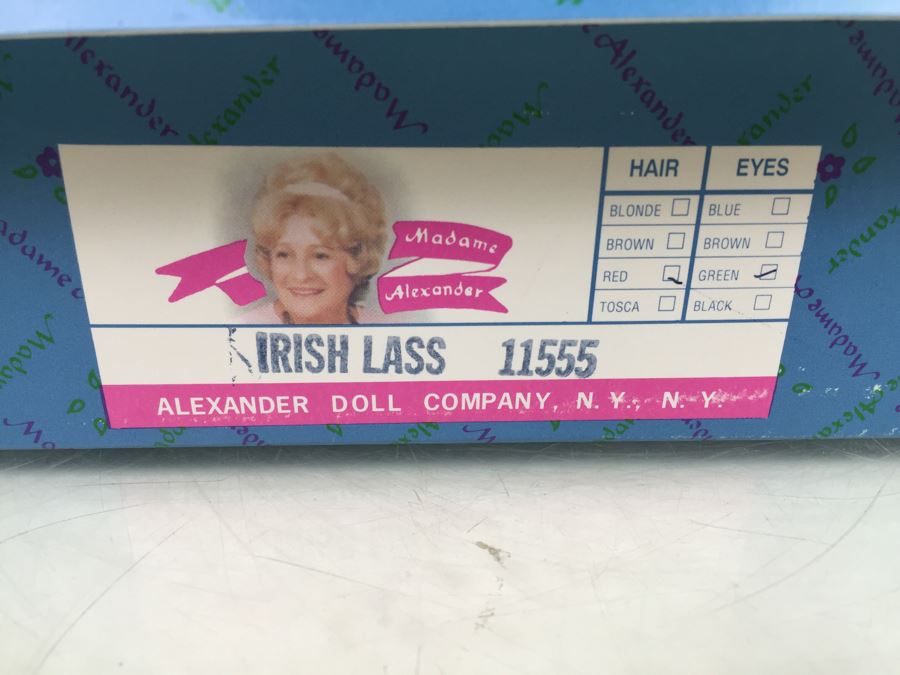 Madame
Alexander
HAIR EYES
BLONDE BLUE
BROWN BROWN
RED GREEN
TOSCA BLACK
IRISH LASS 11555
ALEXANDER DOLL COMPANY, N.Y., N.Y.